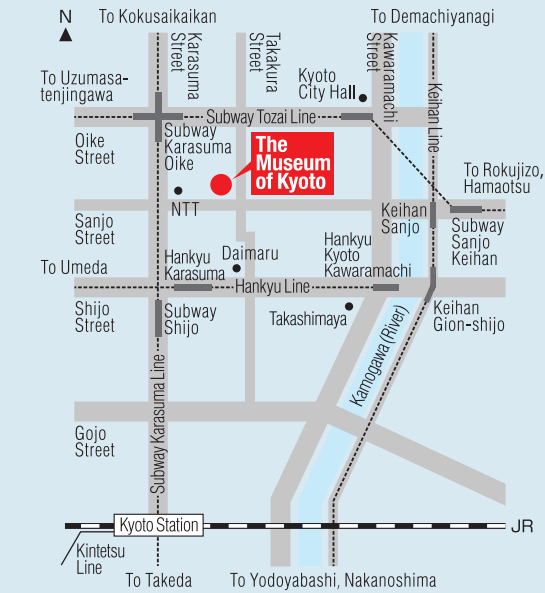 N
To Kokusaikaikan
To Demachiyanagi
Karasuma
Street
Takakura
Street
Kawaramachi
Street
Keihan Line
To Uzumasa-
tenjingawa
Kyoto
City Hall
Subway Tozai Line
Oike
Street
Subway
Karasuma
Oike
The
Museum
of Kyoto
To Rokujizo,
Hamaotsu
NTT
Sanjo
Street
Keihan
Sanjo
Subway
Sanjo
Keihan
To Umeda
Hankyu
Karasuma
Daimaru
Hankyu
Kyoto
Kawaramachi
Hankyu Line
Shijo
Street
Subway
Shijo
Takashimaya
Keihan
Gion-shijo
Kamogawa (River)
Subway Karasuma Line
Gojo
Street
Kyoto Station
JR
Kintetsu
Line
To Takeda
To Yodoyabashi, Nakanoshima